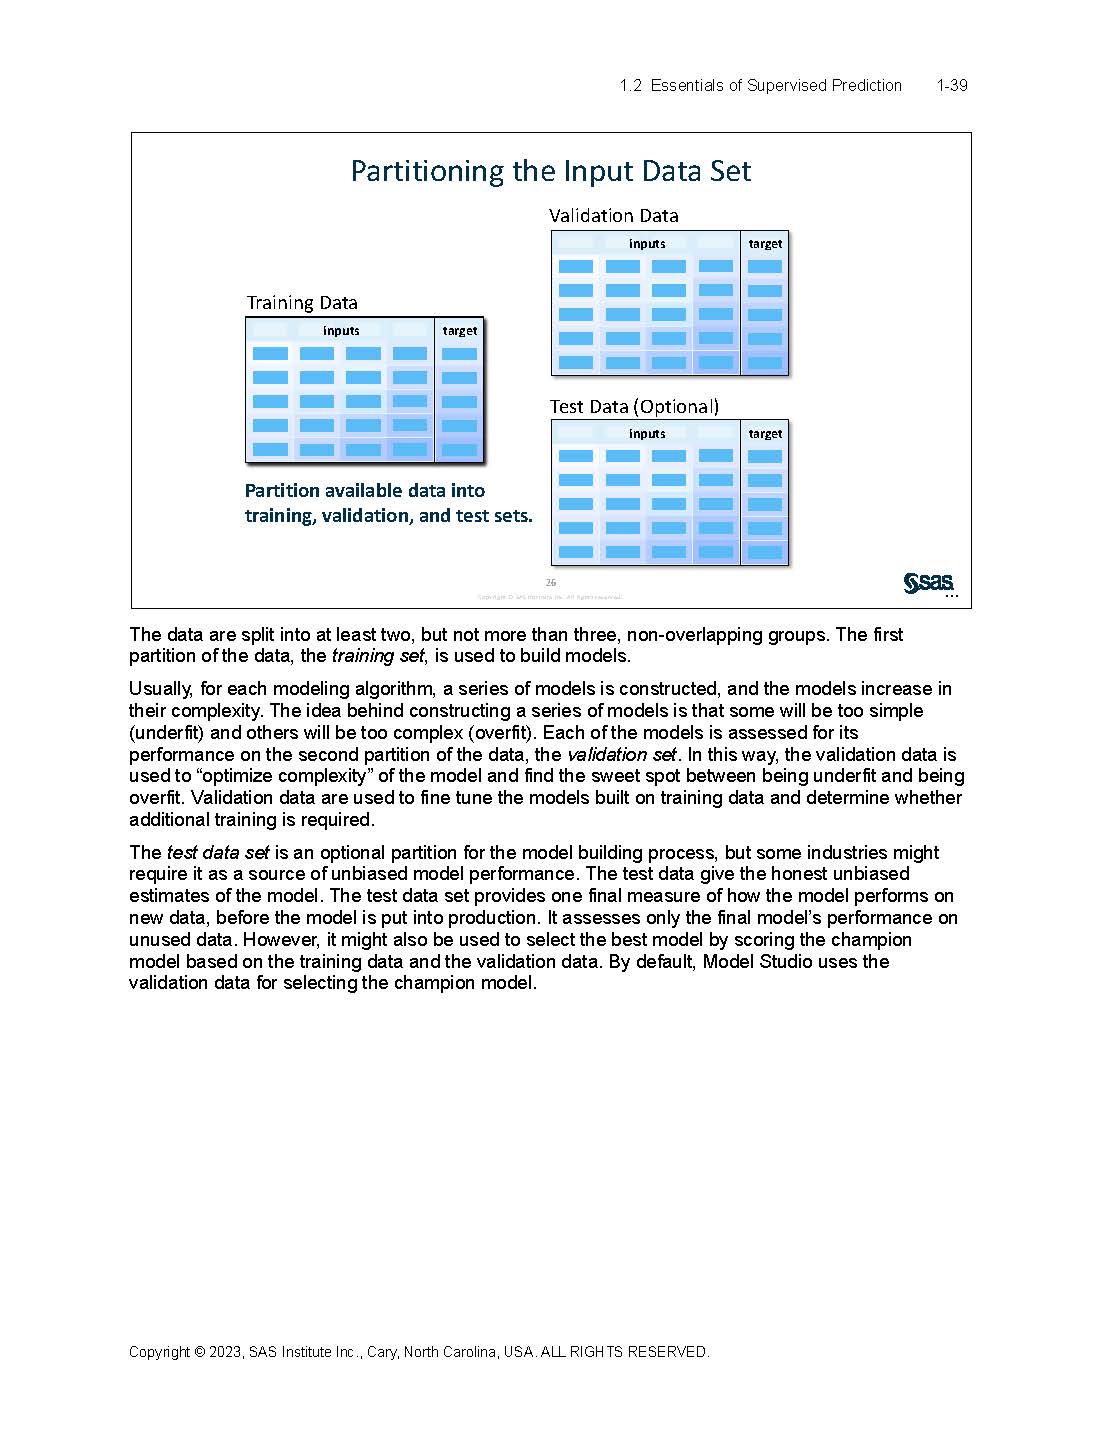 1.2 Essentials of Supervised Prediction 1-39
Partitioning the Input Data Set
Validation Data
inputs target
Training Data
inputs target
Test Data (Optional)
inputs target
Partition available data into
training, validation, and test sets.
26
Copyright © SAS Institute Inc. All rights reserved.
sas
...
The data are split into at least two, but not more than three, non-overlapping groups. The first
partition of the data, the training set, is used to build models.
Usually, for each modeling algorithm, a series of models is constructed, and the models increase in
their complexity. The idea behind constructing a series of models is that some will be too simple
(underfit) and others will be too complex (overfit). Each of the models is assessed for its
performance on the second partition of the data, the validation set. In this way, the validation data is
used to “optimize complexity” of the model and find the sweet spot between being underfit and being
overfit. Validation data are used to fine tune the models built on training data and determine whether
additional training is required.
The test data set is an optional partition for the model building process, but some industries might
require it as a source of unbiased model performance. The test data give the honest unbiased
estimates of the model. The test data set provides one final measure of how the model performs on
new data, before the model is put into production. It assesses only the final model’s performance on
unused data. However, it might also be used to select the best model by scoring the champion
model based on the training data and the validation data. By default, Model Studio uses the
validation data for selecting the champion model.
Copyright © 2023, SAS Institute Inc., Cary, North Carolina, USA. ALL RIGHTS RESERVED.